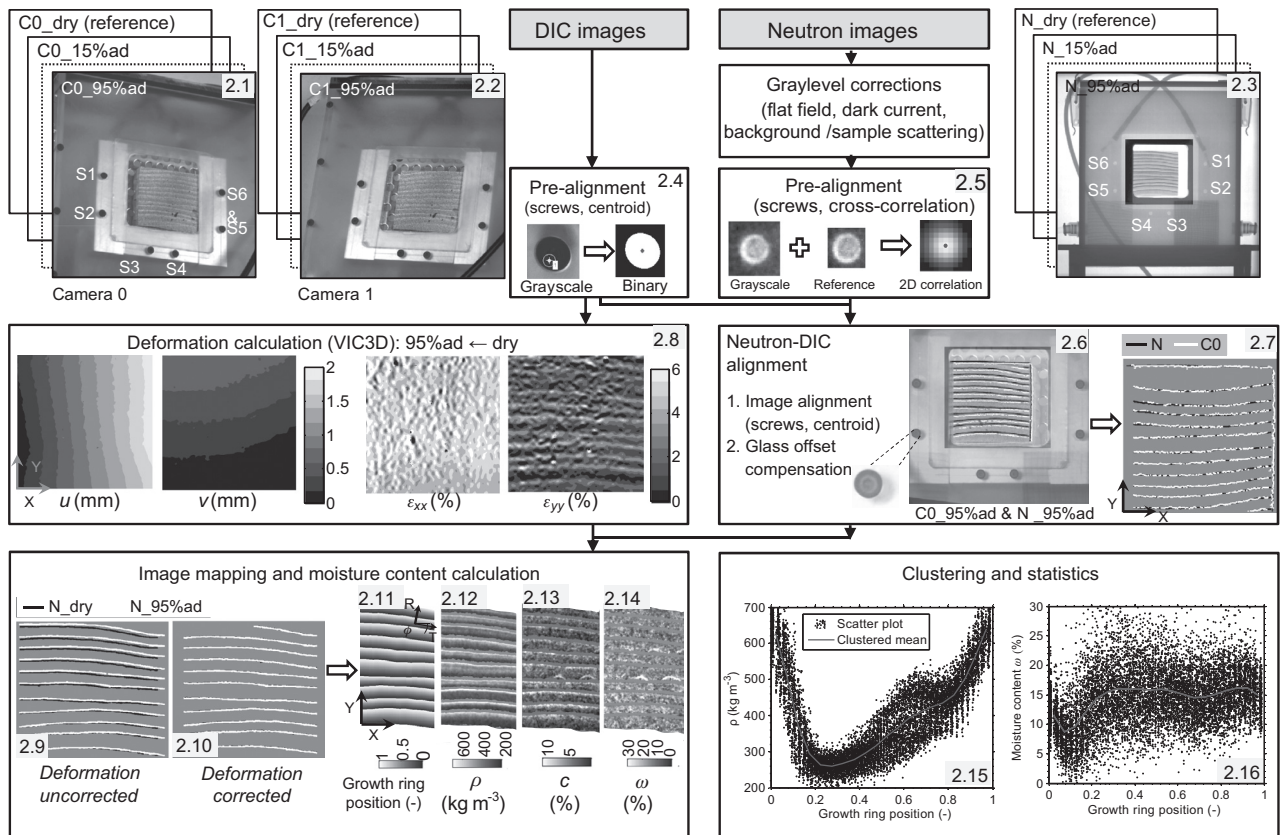 C0_dry (reference)
C0_15%ad
C0_95%ad
2.1
S1
S2
S3
S4
S6
&
S5
Camera 0
C1_dry (reference)
C1_15%ad
C1_95%ad
2.2
Camera 1
DIC images
Neutron images
Graylevel corrections
(flat field, dark current,
background /sample scattering)
Pre-alignment
2.4
(screws, centroid)
Grayscale
Binary
Pre-alignment
2.5
(screws, cross-correlation)
Grayscale
Reference
2D correlation
N_dry (reference)
N_15%ad
N_95%ad
2.3
S6
S5
S1
S2
S4
S3
Deformation calculation (VIC3D): 95%ad ← dry
2.8
Y
X
u (mm)
v (mm)
2
1.5
1
0.5
0
εxx (%)
εyy (%)
6
4
2
0
Neutron-DIC
alignment
1. Image alignment
(screws, centroid)
2. Glass offset
compensation
2.6
C0_95%ad & N _95%ad
2.7
N
C0
Y
X
Image mapping and moisture content calculation
N_dry
N_95%ad
2.9
2.10
Deformation
uncorrected
Deformation
corrected
2.11
2.12
2.13
2.14
R
ϕ
T
Y
X
1
0.5
0
Growth ring
position (-)
600
400
200
ρ
(kg m-3)
10
5
c
(%)
30
20
10
0
ω
(%)
Clustering and statistics
700
600
500
400
300
200
ρ (kg m-3)
Scatter plot
Clustered mean
2.15
0
0.2
0.4
0.6
0.8
1
Growth ring position (-)
30
25
20
15
10
5
0
Moisture content ω (%)
2.16
0
0.2
0.4
0.6
0.8
1
Growth ring position (-)